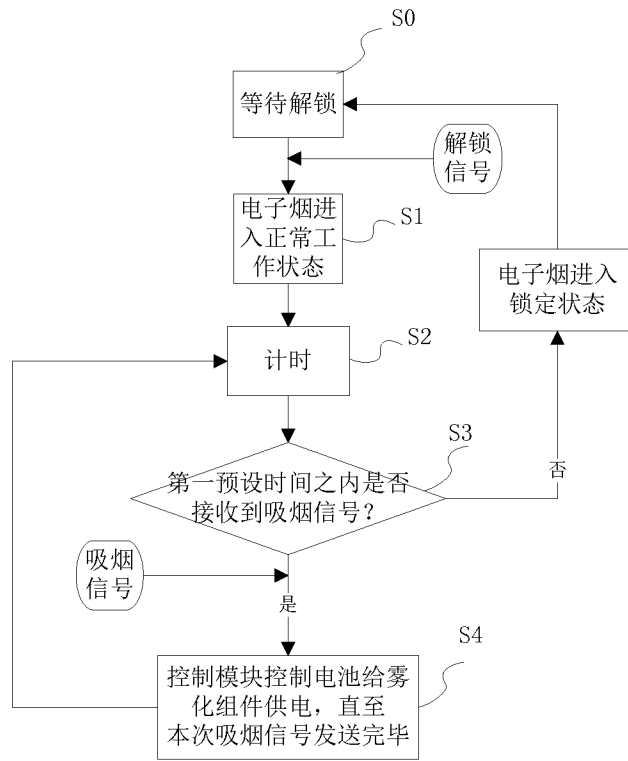 S0
等待解锁
解锁
信号
电子烟进
入正常工
作状态
S1
电子烟进入
锁定状态
计时
S2
S3
第一预设时间之内是否
接收到吸烟信号？
否
吸烟
信号
是
S4
控制模块控制电池给雾
化组件供电，直至
本次吸烟信号发送完毕